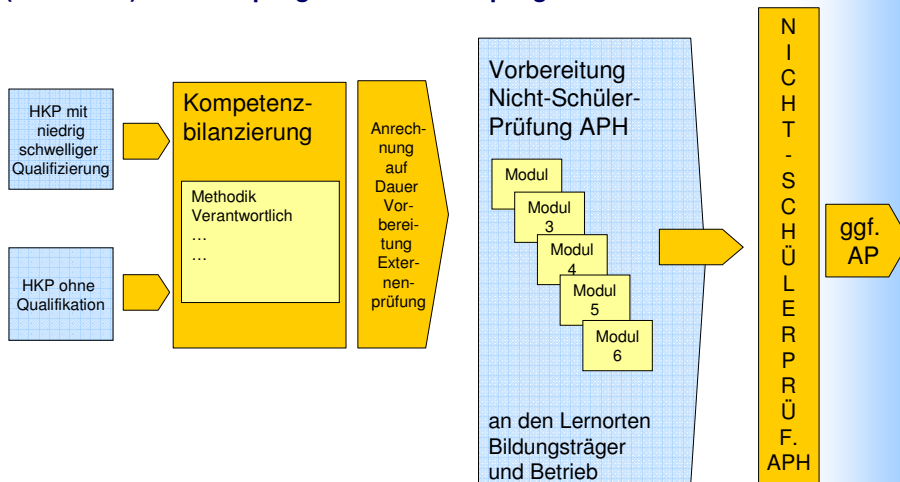 HKP mit
niedrig
schwelliger
Qualifizierung
HKP ohne
Qualifikation
Kompetenz-
bilanzierung
Methodik
Verantwortlich
…
…
Anrech-
nung
auf
Dauer
Vor-
berei-
tung
Exter-
nen-
prüfung
Vorbereitung
Nicht-Schüler-
Prüfung APH
Modul
Modul
3
Modul
4
Modul
5
Modul
6
an den Lernorten
Bildungsträger
und Betrieb
N
I
C
H
T
-
S
C
H
Ü
L
E
R
P
R
Ü
F.
APH
ggf.
AP